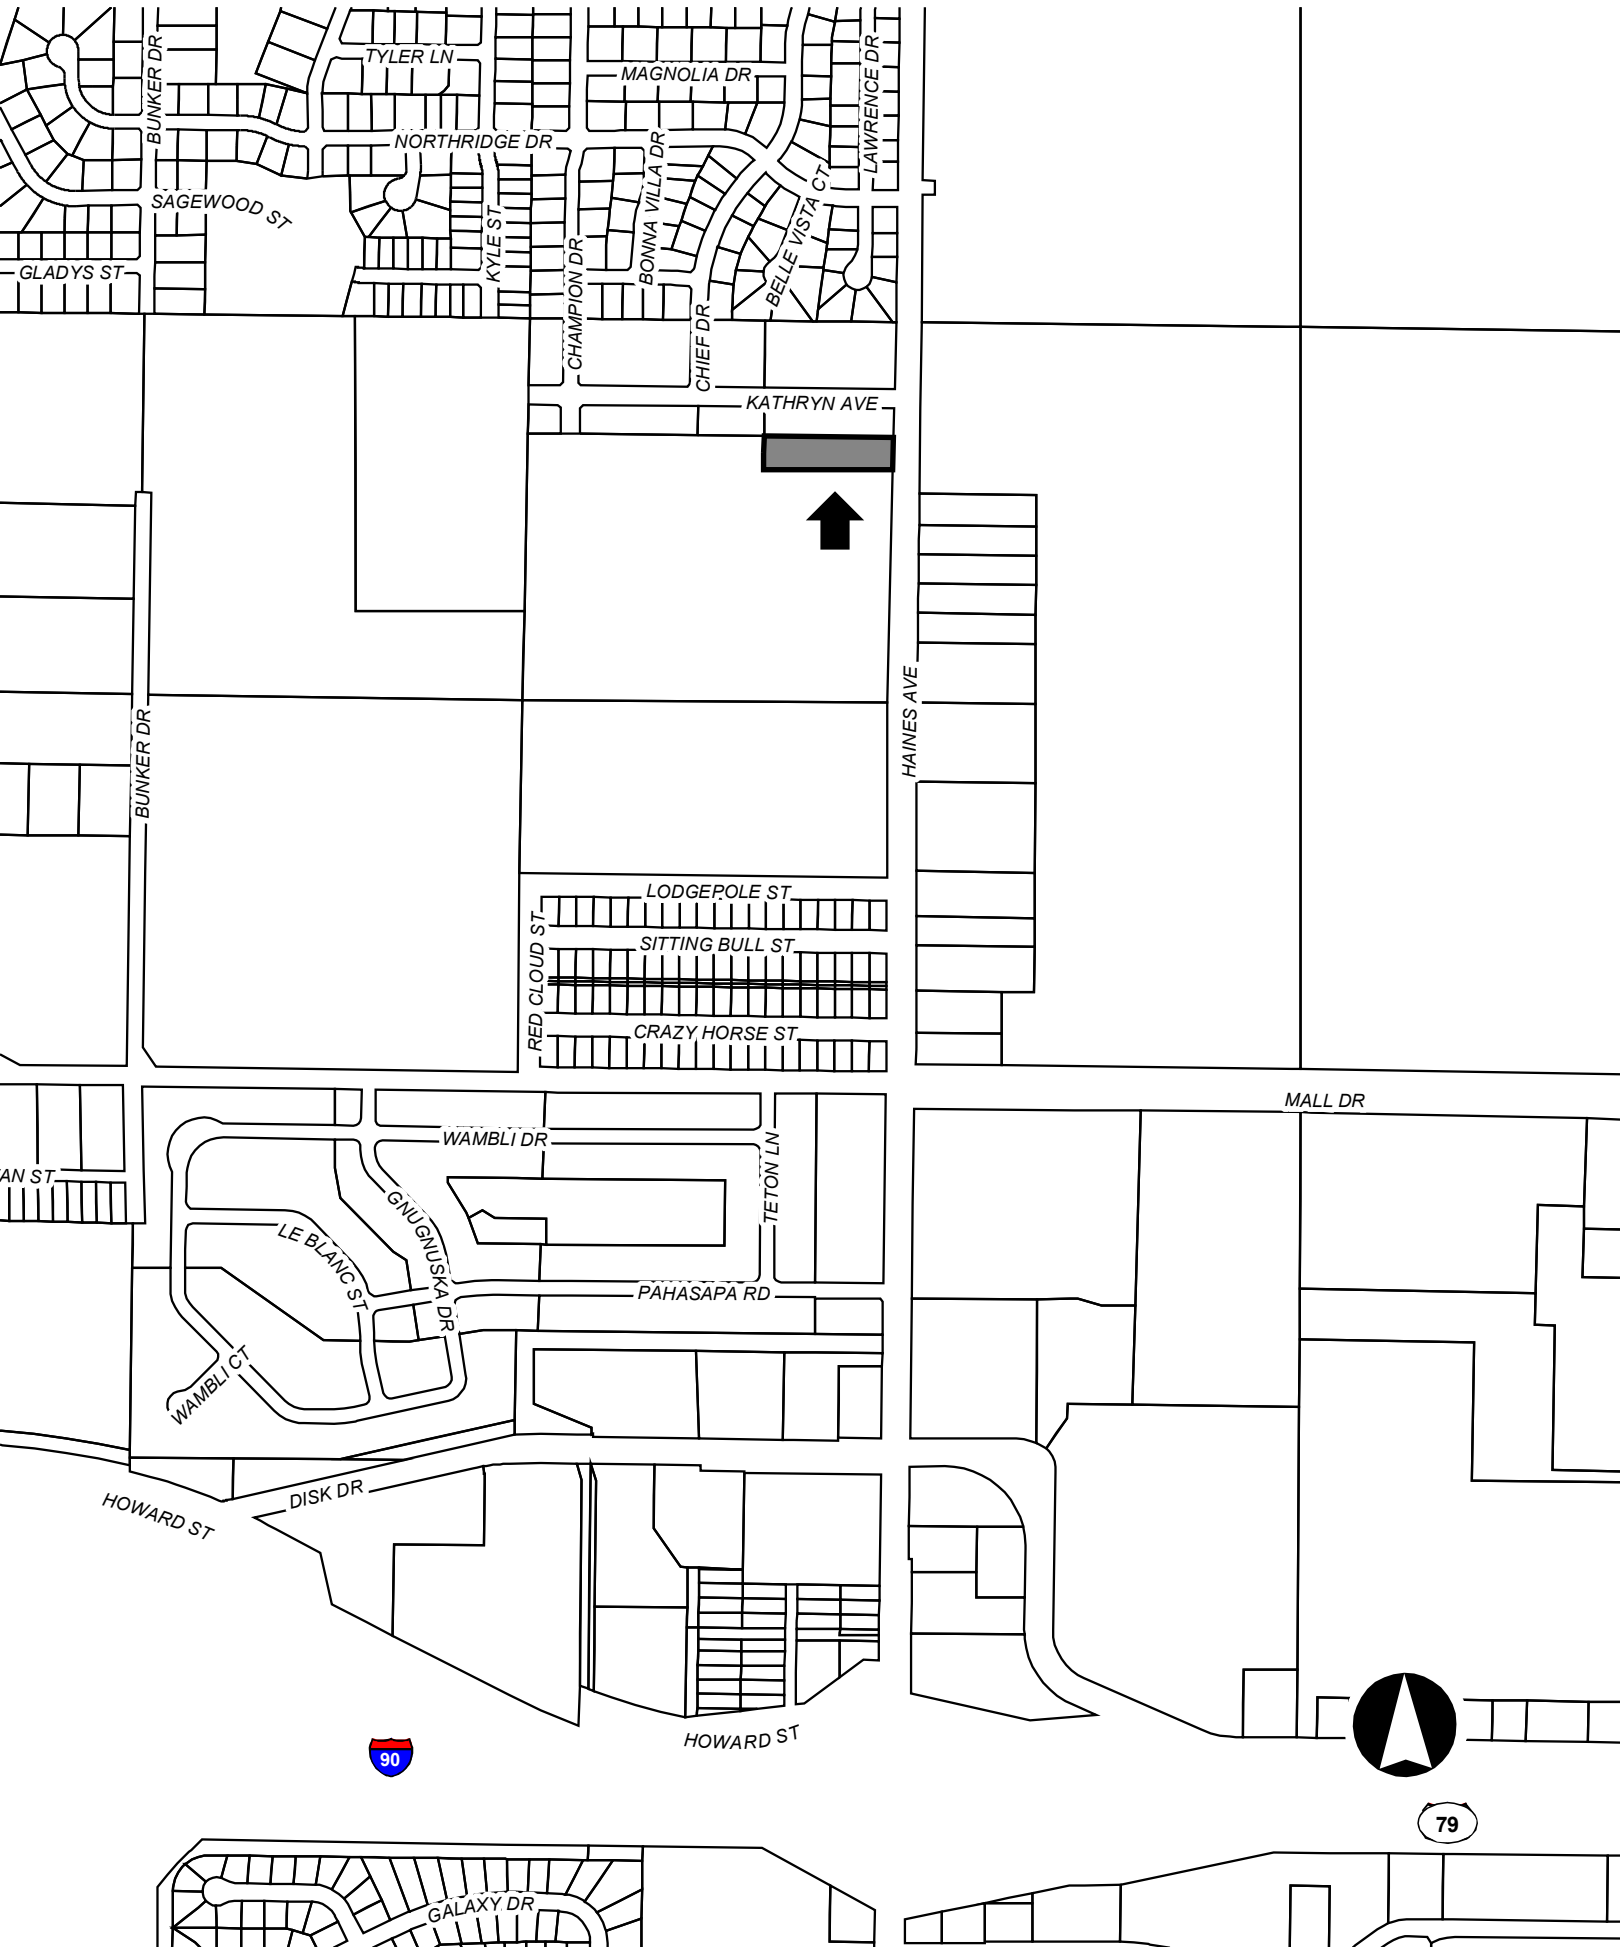 TYLER LN
MAGNOLIA DR
BUNKER DR
LAWRENCE DR
NORTHRIDGE DR
BONNA VILLA DR
BELLE VISTA CT
SAGEWOOD ST
KYLE ST
GLADYS ST
CHAMPION DR
CHIEF DR
KATHRYN AVE
HAINES AVE
BUNKER DR
LODGEPOLE ST
SITTING BULL ST
RED CLOUD ST
CRAZY HORSE ST
MALL DR
WAMBLI DR
TETON LN
AN ST
GNUGNUSKA DR
LE BLANC ST
PAHASAPA RD
WAMBLI CT
DISK DR
HOWARD ST
HOWARD ST
90
79
GALAXY DR